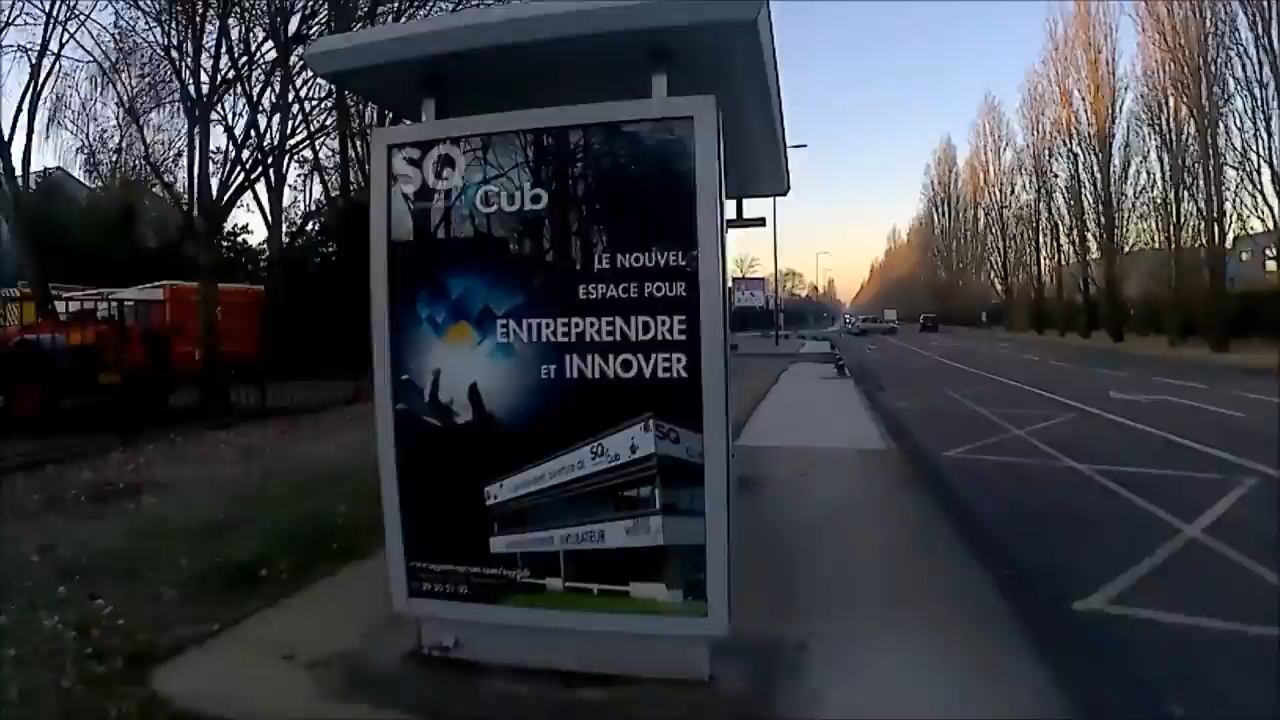 SQ
Cub
LE NOUVEL
ESPACE POUR
ENTREPRENDRE
ET INNOVER
SQ
SQ
Cub